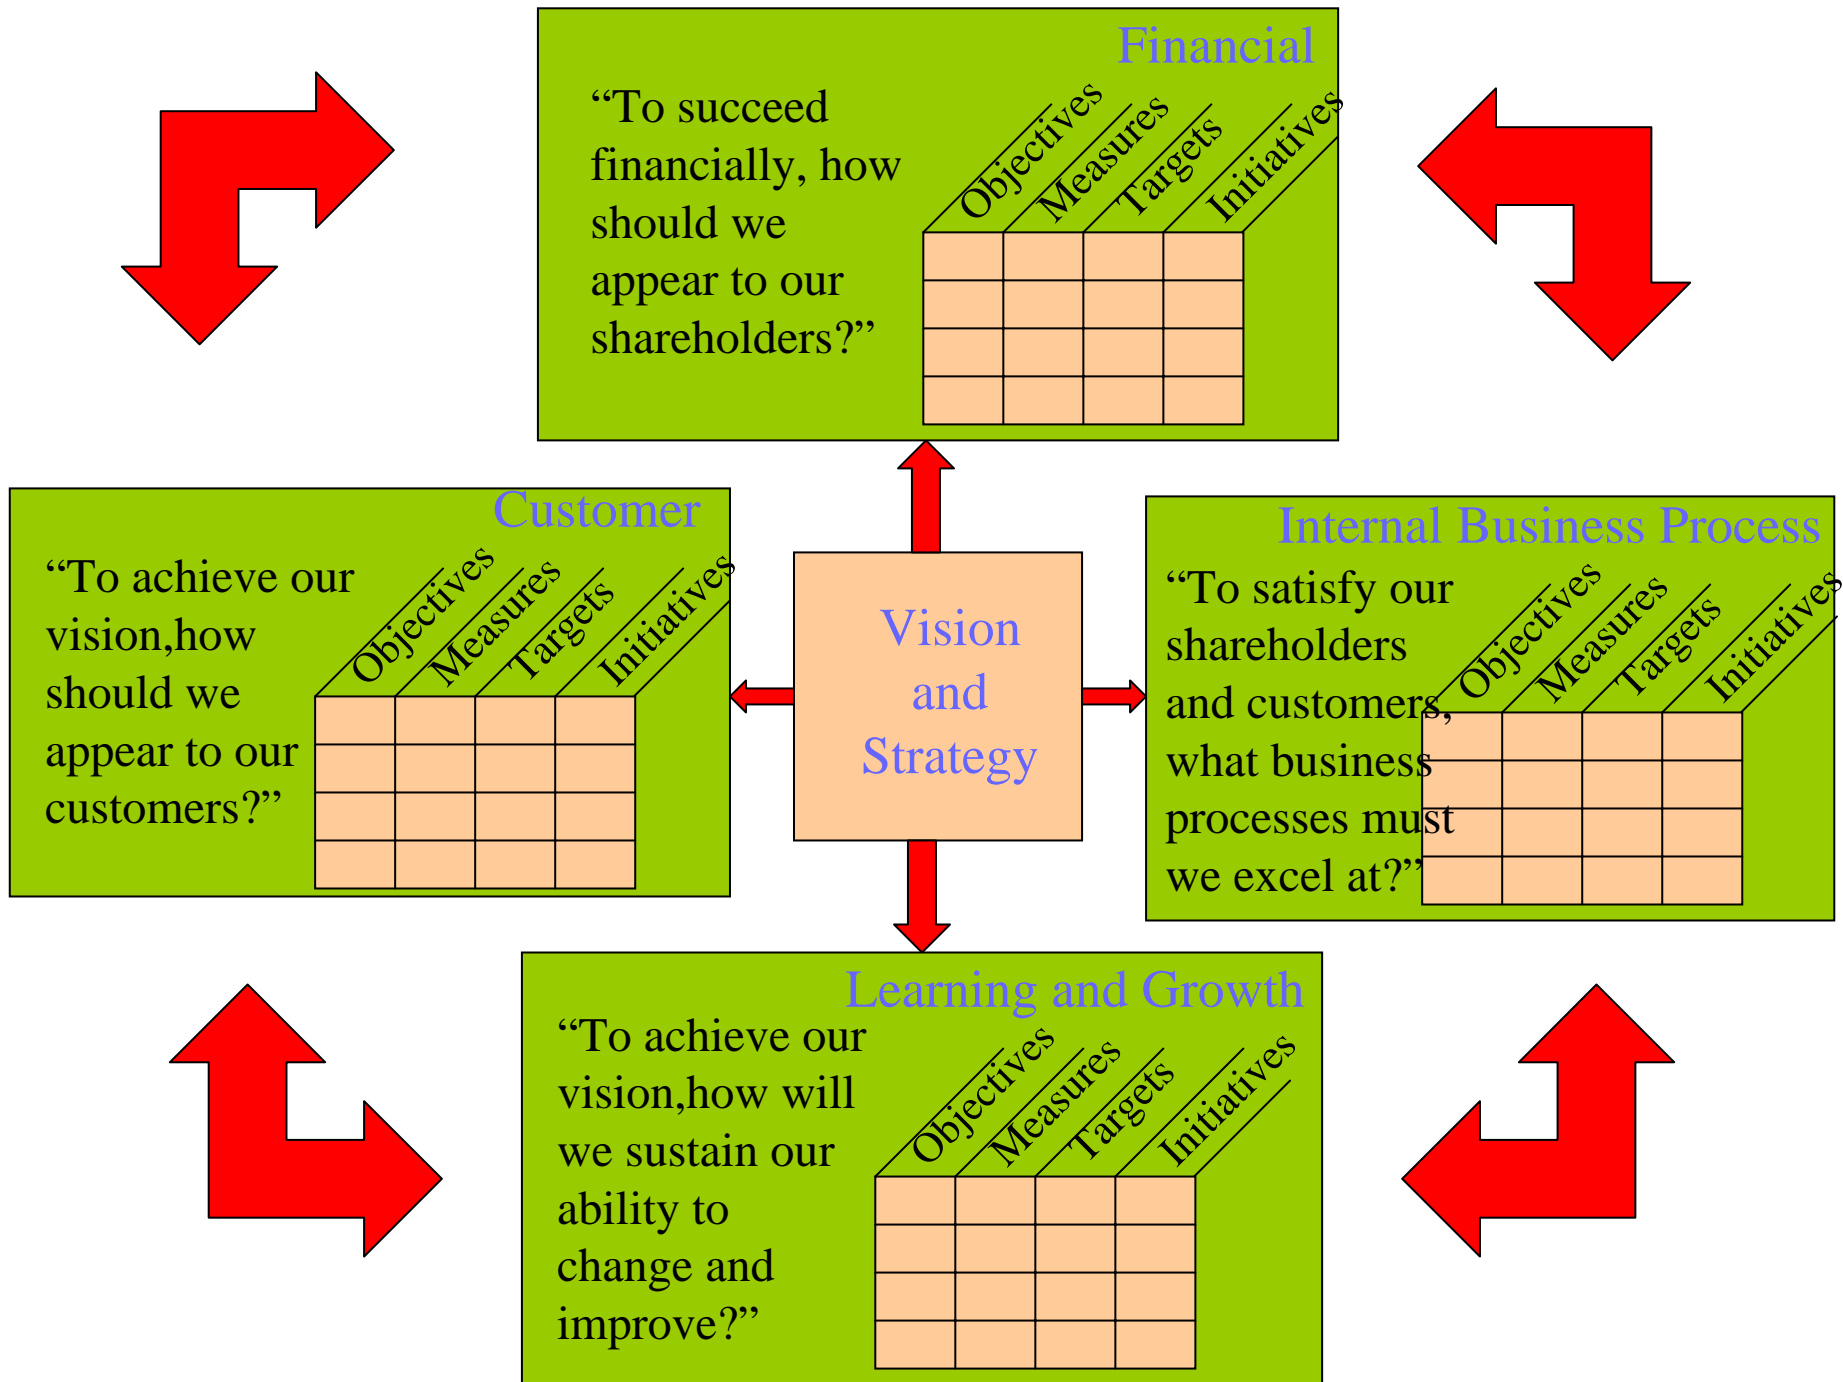 Financial
“To succeed
financially, how
should we
appear to our
shareholders?”
Objectives
Measures
Targets
Initiatives
Customer
“To achieve our
vision,how
should we
appear to our
customers?”
Objectives
Measures
Targets
Initiatives
Vision
and
Strategy
Internal Business Process
“To satisfy our
shareholders
and customers,
what business
processes must
we excel at?”
Objectives
Measures
Targets
Initiatives
Learning and Growth
“To achieve our
vision,how will
we sustain our
ability to
change and
improve?”
Objectives
Measures
Targets
Initiatives